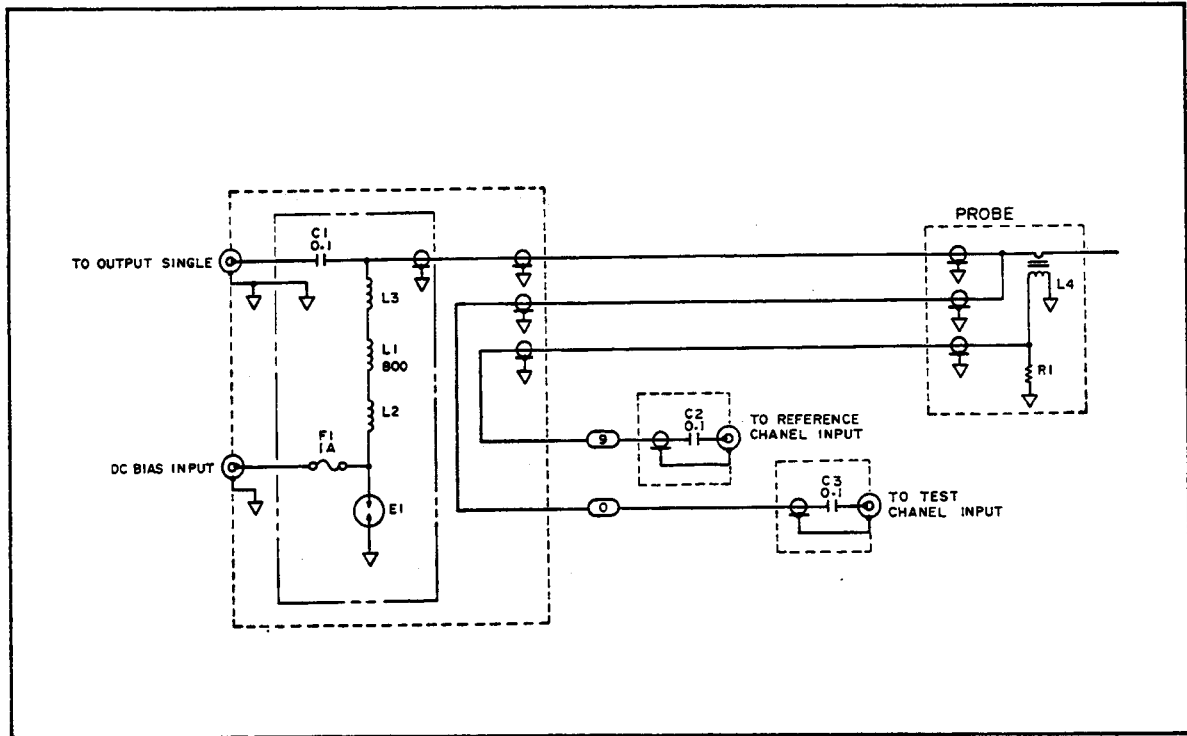 PROBE
C1
0.1
TO OUTPUT SINGLE
L3
L4
L1
800
R1
L2
C2
0.1
TO REFERENCE
CHANEL INPUT
9
F1
1A
DC BIAS INPUT
C3
0.1
TO TEST
CHANEL INPUT
0
E1